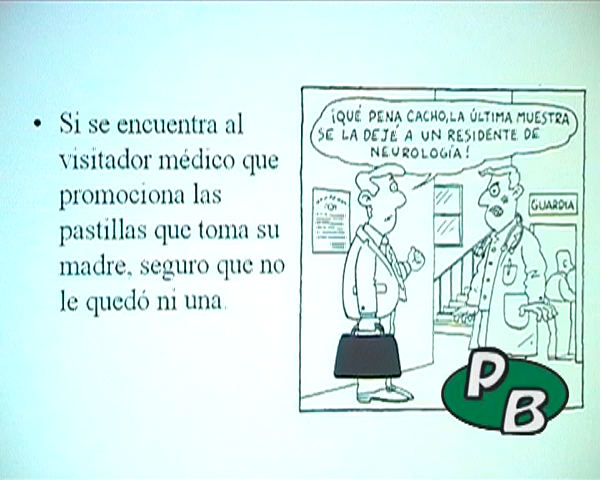 • Si se encuentra al
visitador médico que
promociona las
pastillas que toma su
madre, seguro que no
le quedó ni una.
¡QUÉ PENA CACHO, LA ÚLTIMA MUESTRA
SE LA DEJÉ A UN RESIDENTE DE
NEUROLOGÍA!
GUARDIA
PB